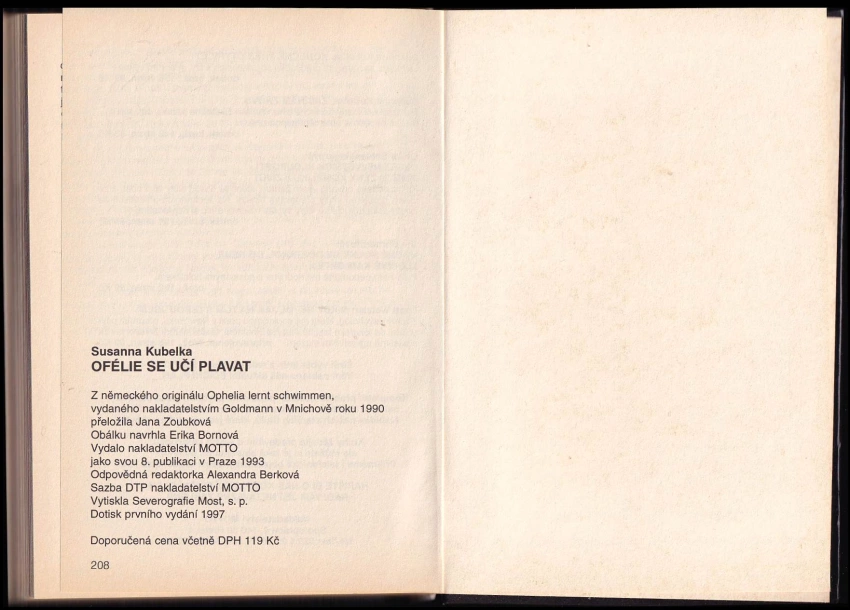 Susanna Kubelka
OFÉLIE SE UČÍ PLAVAT
Z německého originálu Ophelia lernt schwimmen,
vydaného nakladatelstvím Goldmann v Mnichově roku 1990
přeložila Jana Zoubková
Obálku navrhla Erika Bornová
Vydalo nakladatelství MOTTO
jako svou 8. publikaci v Praze 1993
Odpovědná redaktorka Alexandra Berková
Sazba DTP nakladatelství MOTTO
Vytiskla Severografie Most, s. p.
Dotisk prvního vydání 1997
Doporučená cena včetně DPH 119 Kč
208